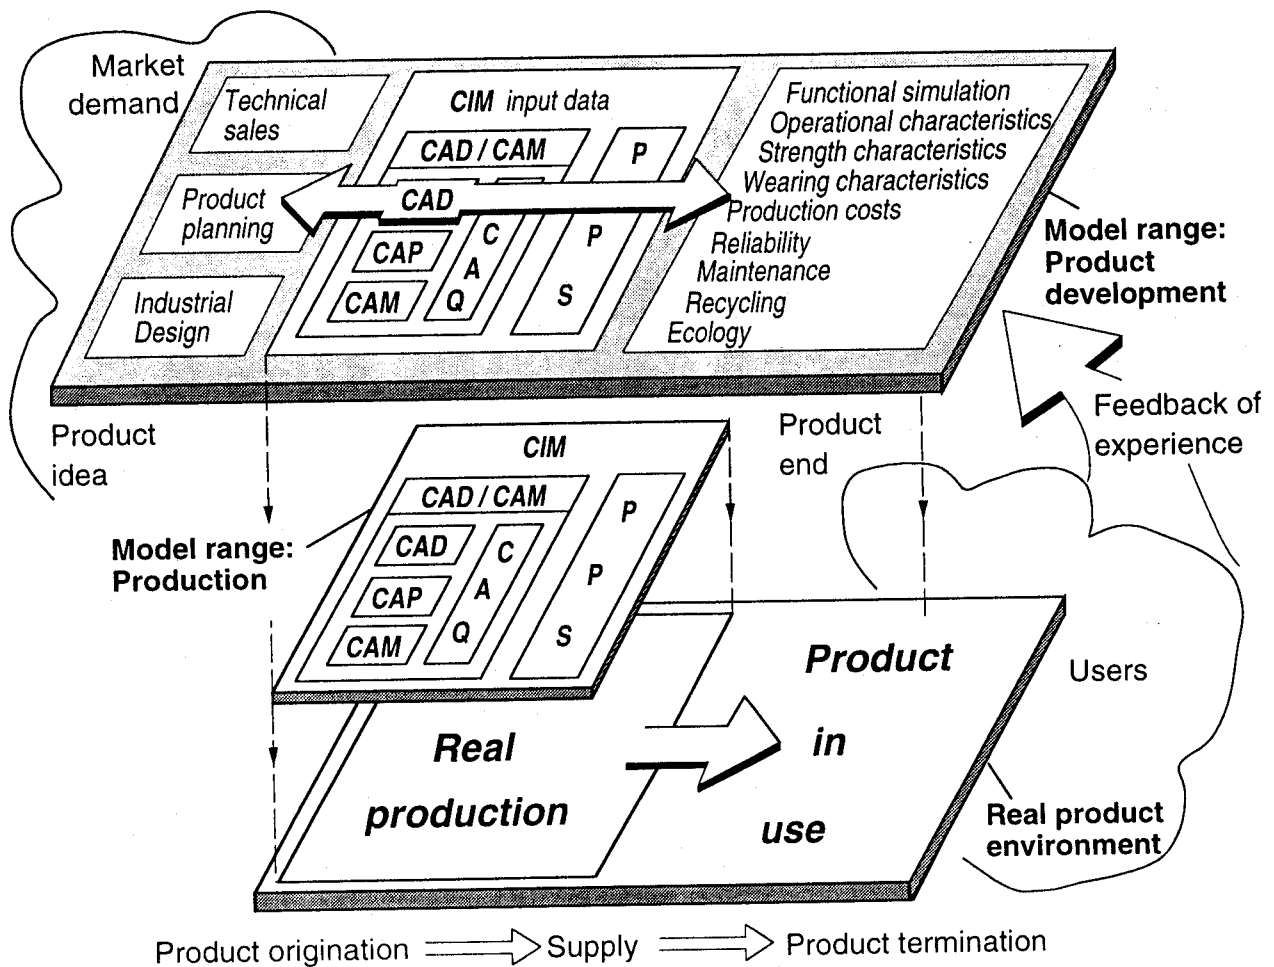 Market
demand
Technical
sales
Product
planning
Industrial
Design
CIM input data
CAD / CAM
P
CAD
CAP
CAM
C
A
Q
P
S
Functional simulation
Operational characteristics
Strength characteristics
Wearing characteristics
Production costs
Reliability
Maintenance
Recycling
Ecology
Model range:
Product
development
Feedback of
experience
Product
idea
Product
end
CIM
CAD / CAM
CAD
CAP
CAM
C
A
Q
P
P
S
Model range:
Production
Real
production
Product
in
use
Users
Real product
environment
Product origination
Supply
Product termination